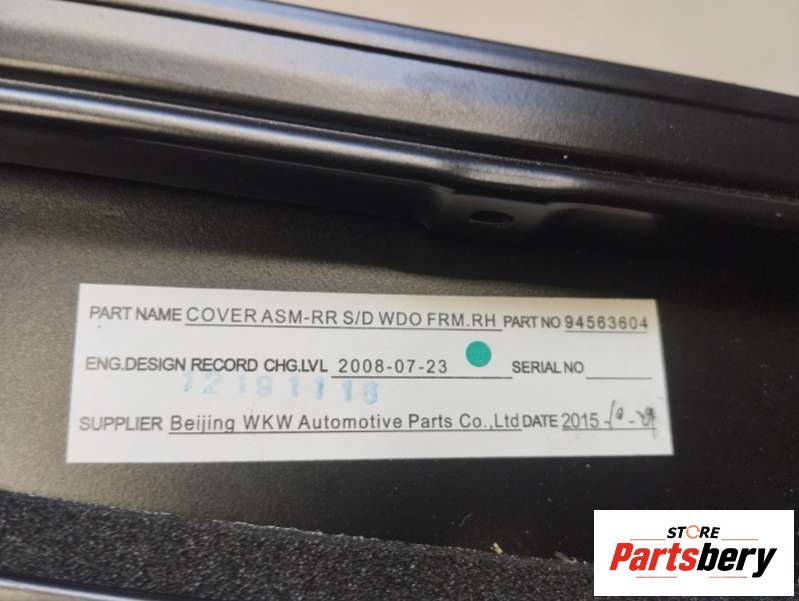 PART NAME COVER ASM-RR S/D WDO FRM.RH PART NO 94563604
ENG.DESIGN RECORD CHG.LVL 2008-07-23 SERIAL NO
12191116
SUPPLIER Beijing WKW Automotive Parts Co.,Ltd DATE 2015
STORE
Partsbery